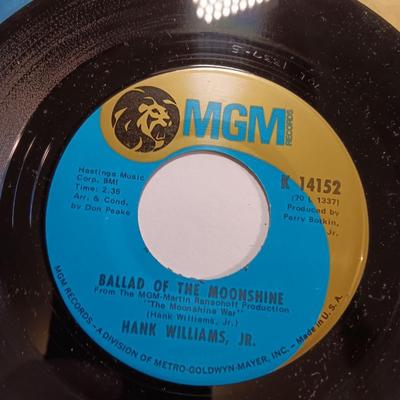 MGM
RECORDS
Hastings Music
Corp. BMI
Time: 2:36
Arr. & Cond.
by Don Peake
K 14152
(70 L 1337)
Produced by
Perry Botkin,
Jr.
BALLAD OF THE MOONSHINE
From The MGM-Martin Ransohoff Production
"The Moonshine War"
(Hank Williams, Jr.)
HANK WILLIAMS, JR.
MGM RECORDS - A DIVISION OF METRO-GOLDWYN-MAYER, INC. - Made in U.S.A.